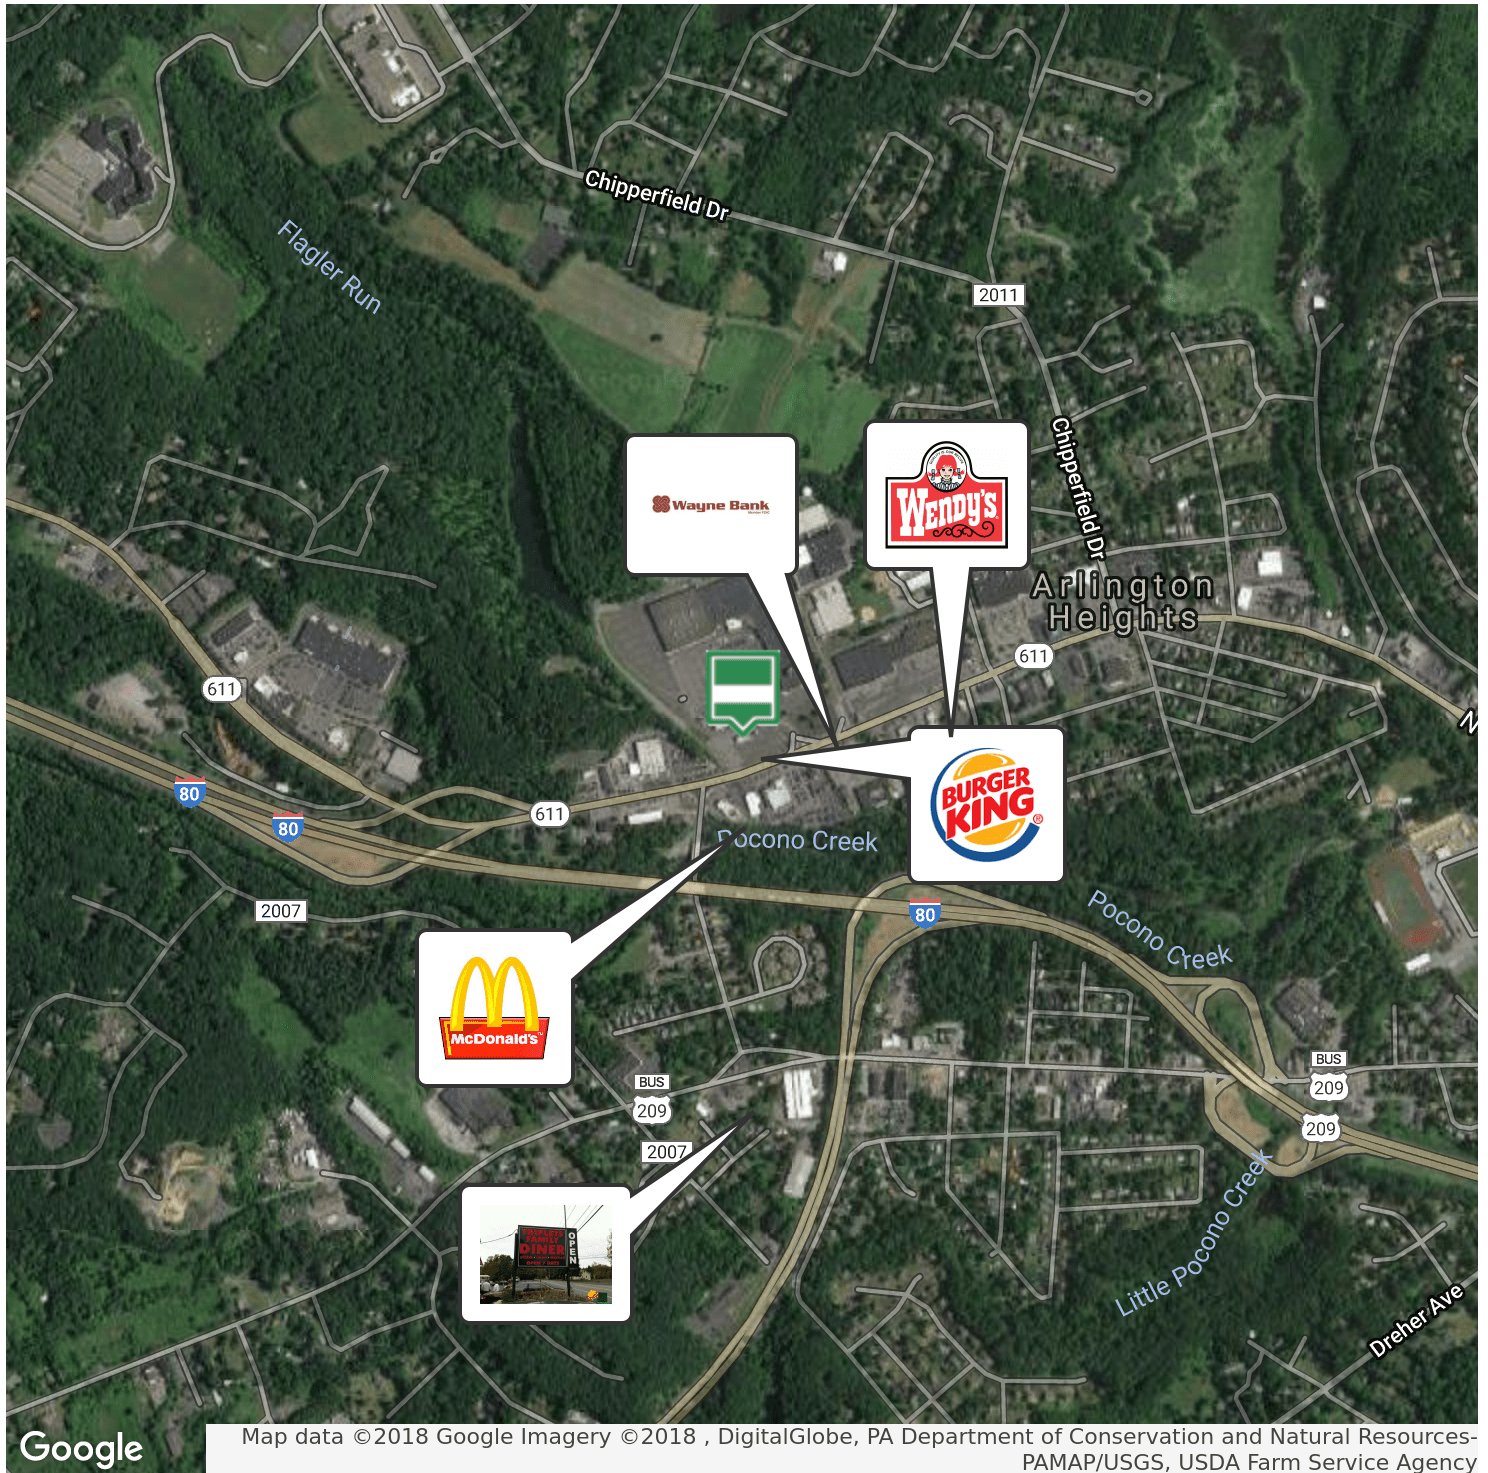 Chipperfield Dr
Flagler Run
2011
Chipperfield Dr
Wayne Bank
WENDY'S
Arlington
Heights
611
611
80
80
611
BURGER
KING
®
Pocono Creek
2007
80
Pocono Creek
McDonald's
BUS
209
BUS
209
209
2007
FAMILY
DINER
OPEN
Little Pocono Creek
Dreher Ave
Google
Map data ©2018 Google Imagery ©2018 , DigitalGlobe, PA Department of Conservation and Natural Resources-
PAMAP/USGS, USDA Farm Service Agency